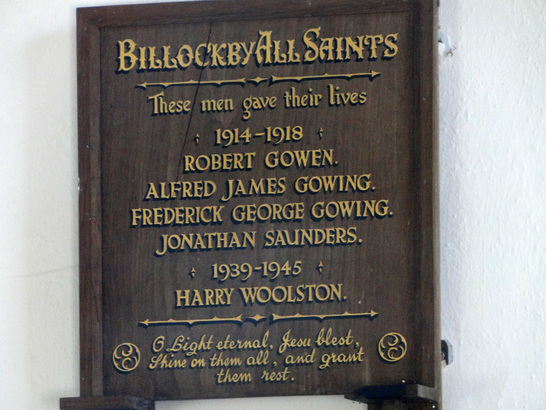 BILLOCKBY ALL SAINTS
These men gave their lives
1914-1918
ROBERT GOWEN.
ALFRED JAMES GOWING.
FREDERICK GEORGE GOWING.
JONATHAN SAUNDERS.
1939-1945
HARRY WOOLSTON.
O Light eternal, Jesu blest,
Shine on them all, and grant
them rest.